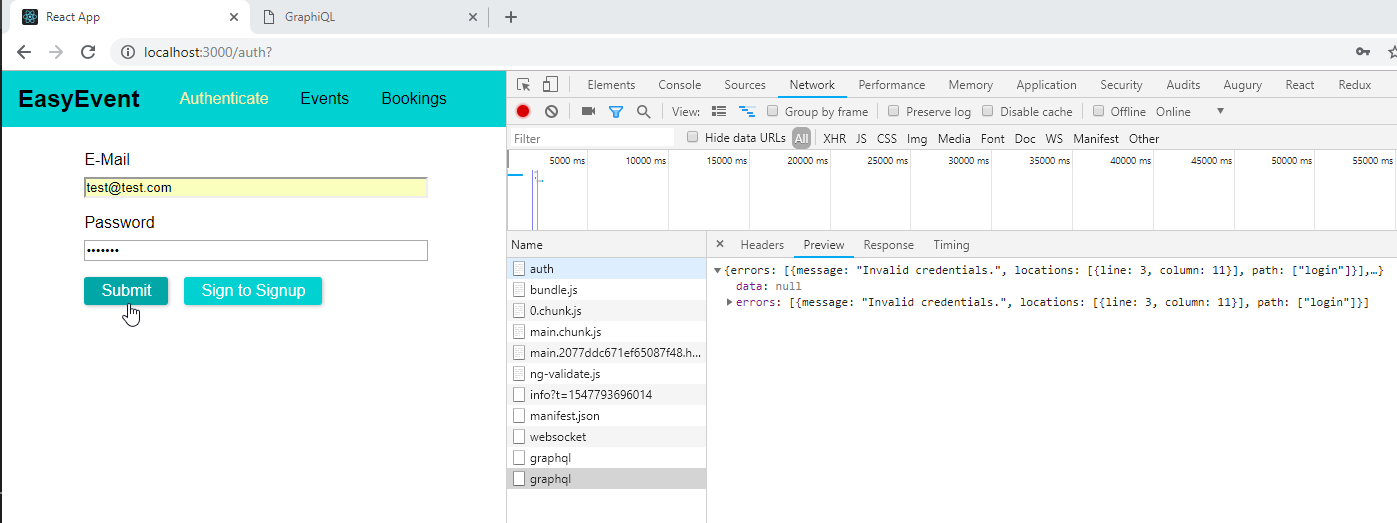 React App GraphiQL
localhost:3000/auth?
EasyEvent Authenticate Events Bookings
E-Mail
test@test.com
Password
•••••••
Submit Sign to Signup
Elements Console Sources Network Performance Memory Application Security Audits Augury React Redux
View: Group by frame Preserve log Disable cache Offline Online
Filter Hide data URLs All XHR JS CSS Img Media Font Doc WS Manifest Other
5000 ms 10000 ms 15000 ms 20000 ms 25000 ms 30000 ms 35000 ms 40000 ms 45000 ms 50000 ms 55000 ms
Name
auth
bundle.js
0.chunk.js
main.chunk.js
main.2077ddc671ef65087f48.h...
ng-validate.js
info?t=1547793696014
manifest.json
websocket
graphql
graphql
Headers Preview Response Timing
{errors: [{message: "Invalid credentials.", locations: [{line: 3, column: 11}], path: ["login"]}],…}
data: null
errors: [{message: "Invalid credentials.", locations: [{line: 3, column: 11}], path: ["login"]}]